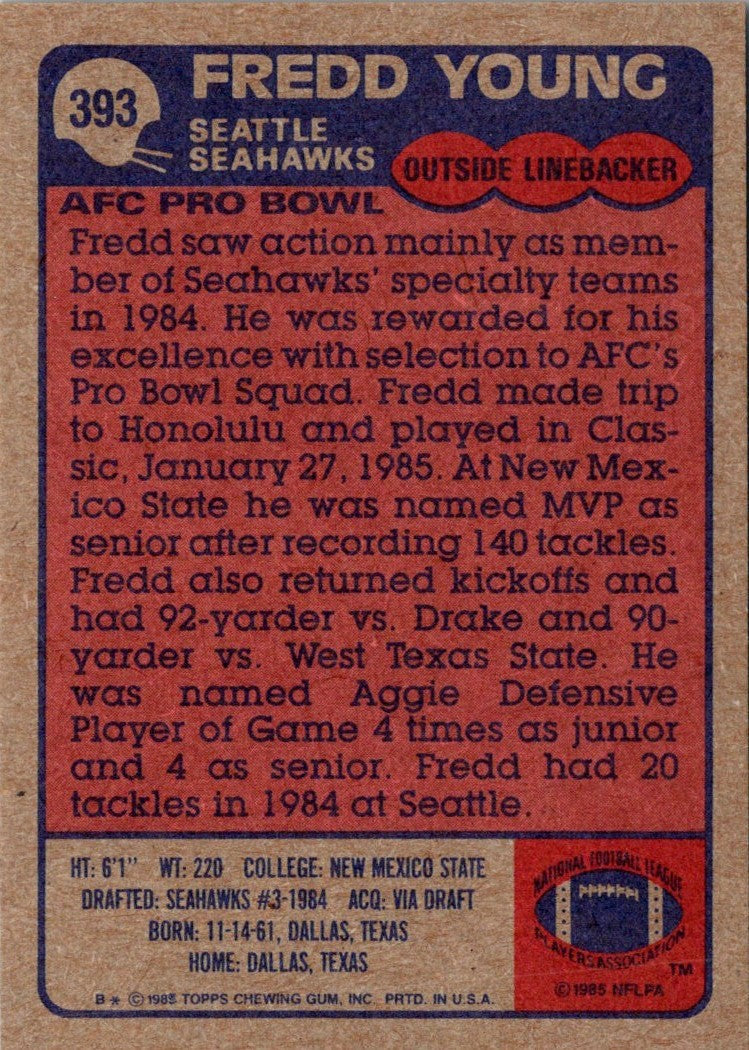 393
FREDD YOUNG
SEATTLE
SEAHAWKS
OUTSIDE LINEBACKER
AFC PRO BOWL
Fredd saw action mainly as mem-
ber of Seahawks' specialty teams
in 1984. He was rewarded for his
excellence with selection to AFC's
Pro Bowl Squad. Fredd made trip
to Honolulu and played in Clas-
sic, January 27, 1985. At New Mex-
ico State he was named MVP as
senior after recording 140 tackles.
Fredd also returned kickoffs and
had 92-yarder vs. Drake and 90-
yarder vs. West Texas State. He
was named Aggie Defensive
Player of Game 4 times as junior
and 4 as senior. Fredd had 20
tackles in 1984 at Seattle.
HT: 6'1" WT: 220 COLLEGE: NEW MEXICO STATE
DRAFTED: SEAHAWKS #3-1984 ACQ: VIA DRAFT
BORN: 11-14-61, DALLAS, TEXAS
HOME: DALLAS, TEXAS
B* © 1985 TOPPS CHEWING GUM, INC. PRTD. IN U.S.A.
NATIONAL FOOTBALL LEAGUE
PLAYERS ASSOCIATION
TM
© 1985 NFLPA